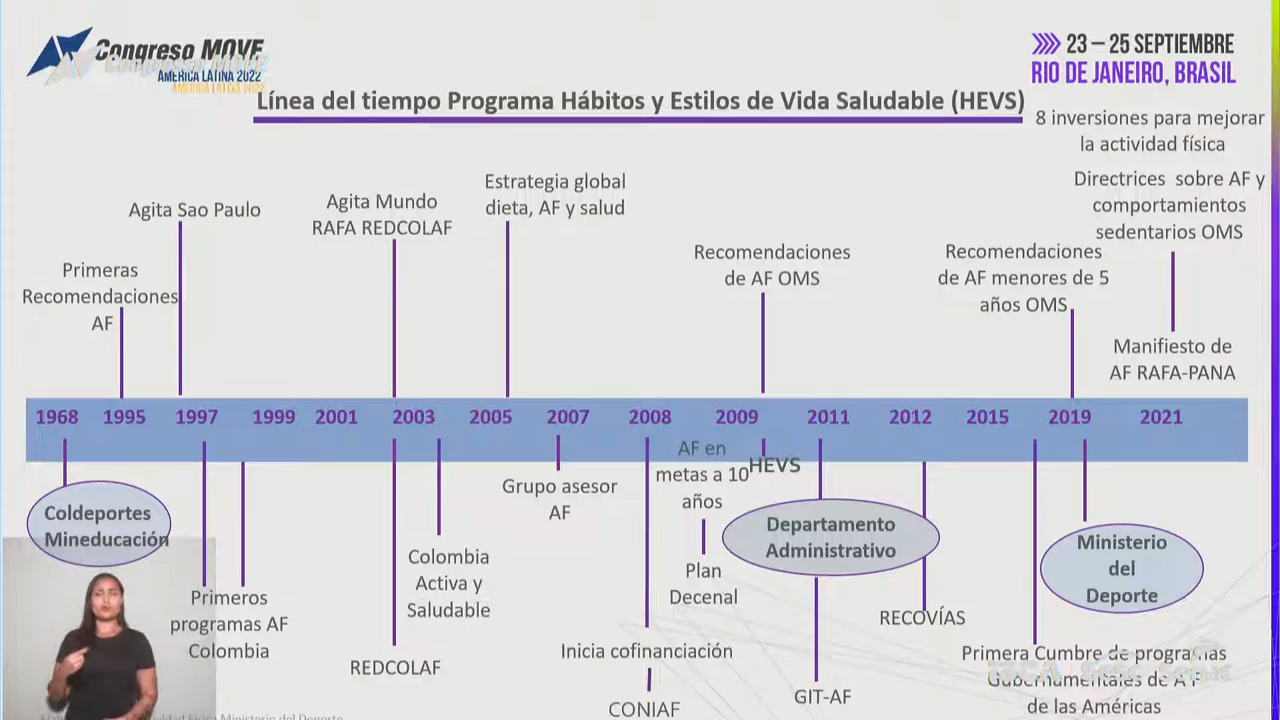 Congreso MOVE
AMÉRICA LATINA 2022
23 – 25 SEPTIEMBRE
RIO DE JANEIRO, BRASIL
Línea del tiempo Programa Hábitos y Estilos de Vida Saludable (HEVS)
8 inversiones para mejorar
la actividad física
Directrices sobre AF y
comportamientos
sedentarios OMS
Manifiesto de
AF RAFA-PANA
Primeras
Recomendaciones
AF
Agita Sao Paulo
Agita Mundo
RAFA REDCOLAF
Estrategia global
dieta, AF y salud
Recomendaciones
de AF OMS
Recomendaciones
de AF menores de 5
años OMS
1968 1995 1997 1999 2001 2003 2005 2007 2008 2009 2011 2012 2015 2019 2021
Coldeportes
Mineducación
Primeros
programas AF
Colombia
REDCOLAF
Colombia
Activa y
Saludable
Grupo asesor
AF
Inicia cofinanciación
CONIAF
AF en
metas a 10
años
Plan
Decenal
HEVS
Departamento
Administrativo
GIT-AF
RECOVÍAS
Primera Cumbre de programas
Gubernamentales de AF
de las Américas
Ministerio
del
Deporte